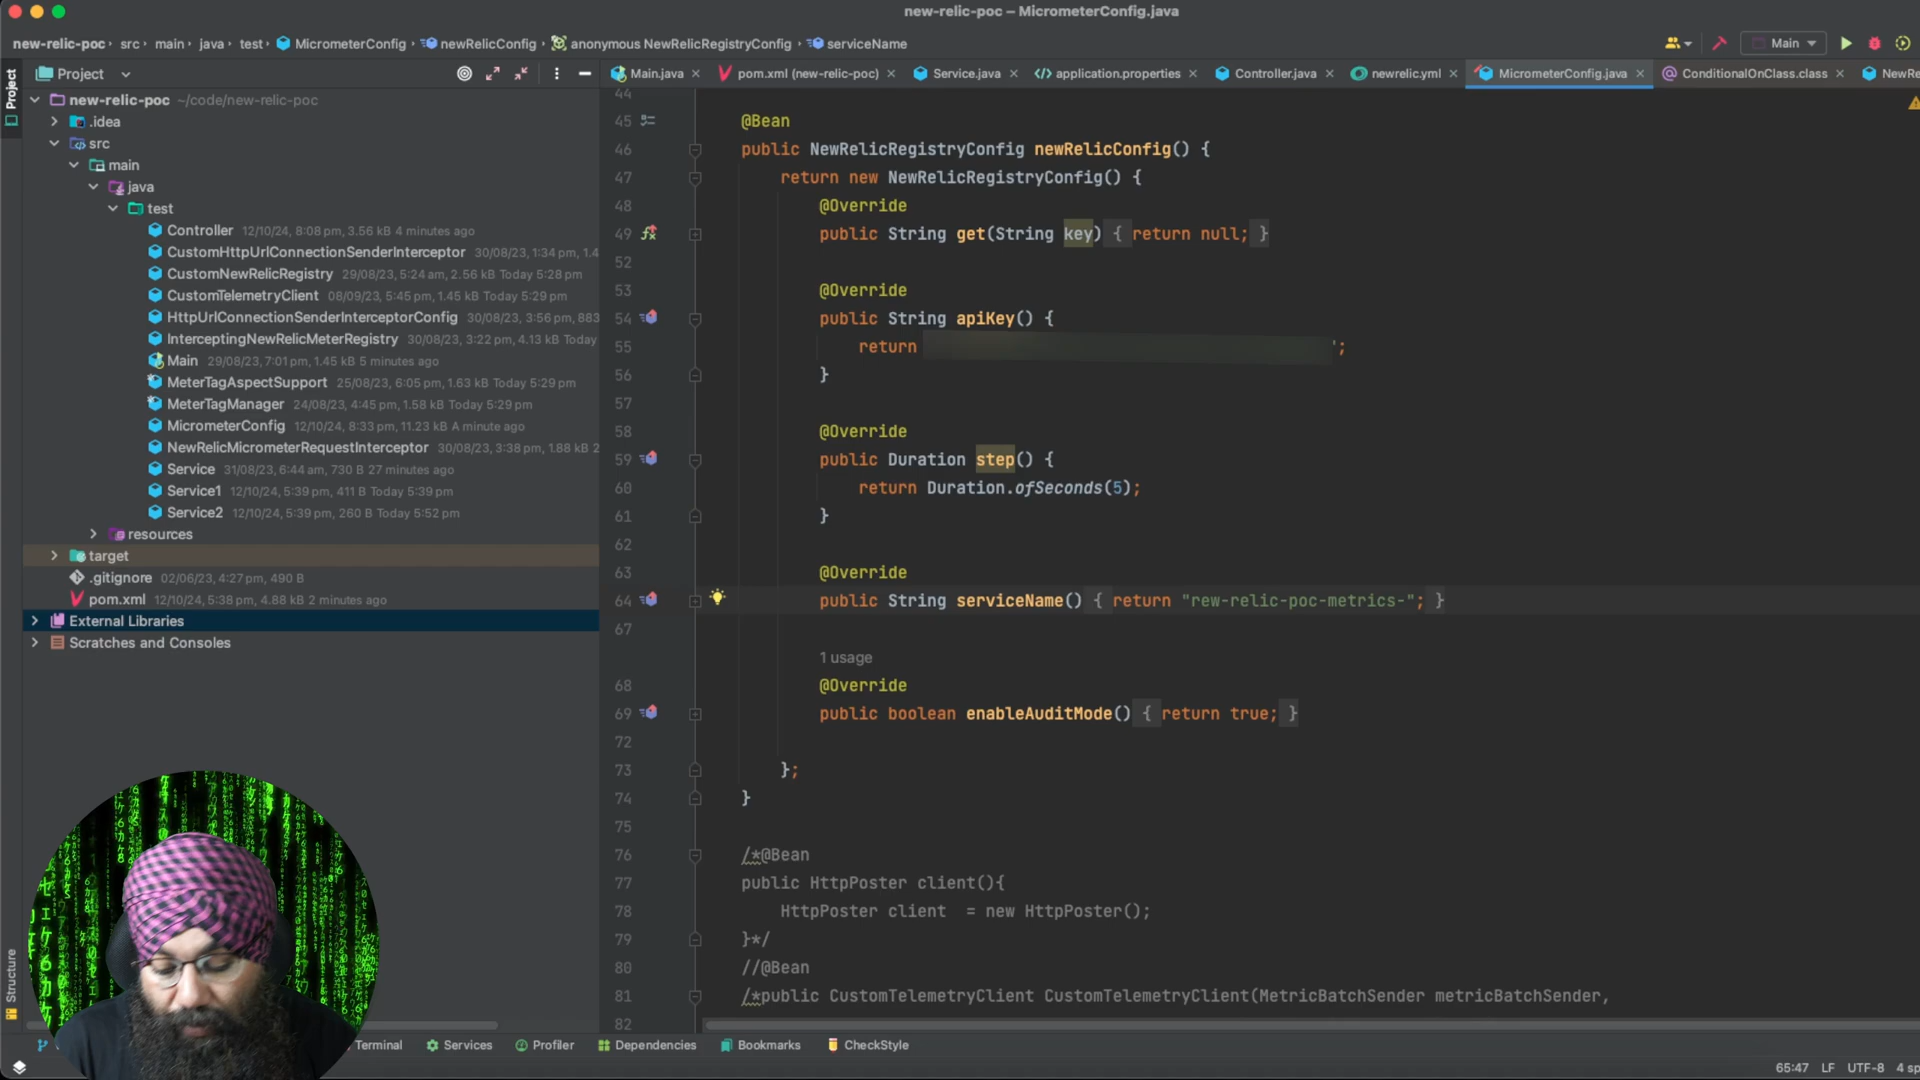 new-relic-poc – MicrometerConfig.java
new-relic-poc › src › main › java › test › MicrometerConfig › newRelicConfig › anonymous NewRelicRegistryConfig › serviceName
Main
Project
Main.java
pom.xml (new-relic-poc)
Service.java
application.properties
Controller.java
newrelic.yml
MicrometerConfig.java
ConditionalOnClass.class
NewRe
Project
Structure
new-relic-poc ~/code/new-relic-poc
.idea
src
main
java
test
Controller 12/10/24, 8:08 pm, 3.56 kB 4 minutes ago
CustomHttpUrlConnectionSenderInterceptor 30/08/23, 1:34 pm, 1.4
CustomNewRelicRegistry 29/08/23, 5:24 am, 2.56 kB Today 5:28 pm
CustomTelemetryClient 08/09/23, 5:45 pm, 1.45 kB Today 5:29 pm
HttpUrlConnectionSenderInterceptorConfig 30/08/23, 3:56 pm, 883
InterceptingNewRelicMeterRegistry 30/08/23, 3:22 pm, 4.13 kB Today
Main 29/08/23, 7:01 pm, 1.45 kB 5 minutes ago
MeterTagAspectSupport 25/08/23, 6:05 pm, 1.63 kB Today 5:29 pm
MeterTagManager 24/08/23, 4:45 pm, 1.58 kB Today 5:29 pm
MicrometerConfig 12/10/24, 8:33 pm, 11.23 kB A minute ago
NewRelicMicrometerRequestInterceptor 30/08/23, 3:38 pm, 1.88 kB 2
Service 31/08/23, 6:44 am, 730 B 27 minutes ago
Service1 12/10/24, 5:39 pm, 411 B Today 5:39 pm
Service2 12/10/24, 5:39 pm, 260 B Today 5:52 pm
resources
target
.gitignore 02/06/23, 4:27 pm, 490 B
pom.xml 12/10/24, 5:38 pm, 4.88 kB 2 minutes ago
External Libraries
Scratches and Consoles
44
45 @Bean
46 public NewRelicRegistryConfig newRelicConfig() {
47 return new NewRelicRegistryConfig() {
48 @Override
49 public String get(String key) { return null; }
52
53 @Override
54 public String apiKey() {
55 return ";
56 }
57
58 @Override
59 public Duration step() {
60 return Duration.ofSeconds(5);
61 }
62
63 @Override
64 public String serviceName() { return "rew-relic-poc-metrics-"; }
67
1 usage
68 @Override
69 public boolean enableAuditMode() { return true; }
72
73 };
74 }
75
76 /*@Bean
77 public HttpPoster client(){
78 HttpPoster client = new HttpPoster();
79 }*/
80 //@Bean
81 /*public CustomTelemetryClient CustomTelemetryClient(MetricBatchSender metricBatchSender,
82
Terminal
Services
Profiler
Dependencies
Bookmarks
CheckStyle
65:47 LF UTF-8 4 sp